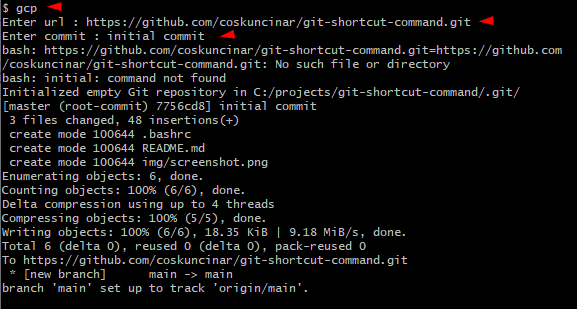 $ gcp
Enter url : https://github.com/coskuncinar/git-shortcut-command.git
Enter commit : initial commit
bash: https://github.com/coskuncinar/git-shortcut-command.git=https://github.com
/coskuncinar/git-shortcut-command.git: No such file or directory
bash: initial: command not found
Initialized empty Git repository in C:/projects/git-shortcut-command/.git/
[master (root-commit) 7756cd8] initial commit
 3 files changed, 48 insertions(+)
 create mode 100644 .bashrc
 create mode 100644 README.md
 create mode 100644 img/screenshot.png
Enumerating objects: 6, done.
Counting objects: 100% (6/6), done.
Delta compression using up to 4 threads
Compressing objects: 100% (5/5), done.
Writing objects: 100% (6/6), 18.35 KiB | 9.18 MiB/s, done.
Total 6 (delta 0), reused 0 (delta 0), pack-reused 0
To https://github.com/coskuncinar/git-shortcut-command.git
 * [new branch]      main -> main
branch 'main' set up to track 'origin/main'.